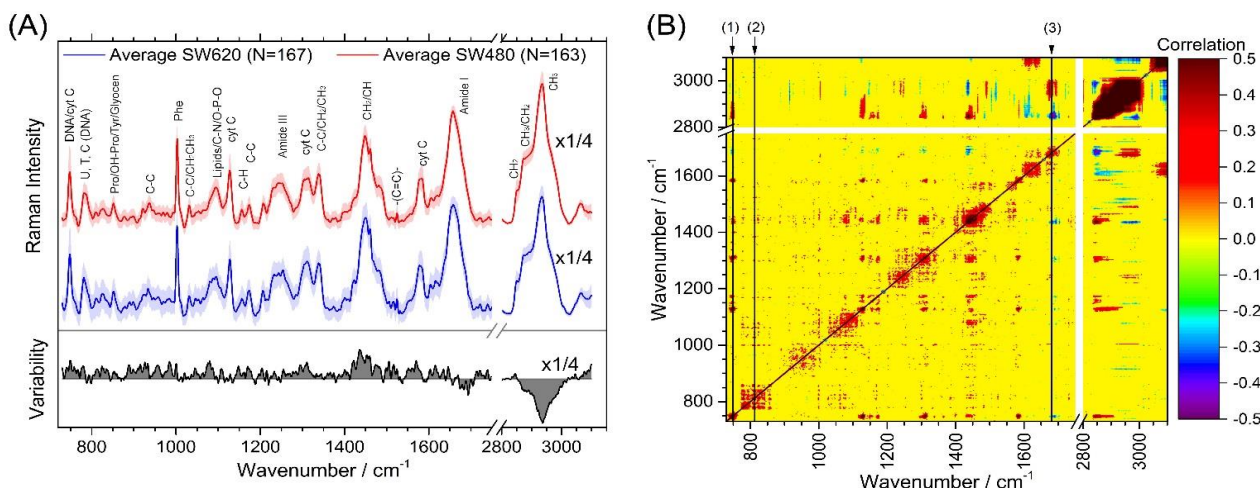 (A)
Average SW620 (N=167)
Average SW480 (N=163)
DNA/cyt C
U, T, C (DNA)
Pro/OH-Pro/Tyr/Glyocen
C-C
Phe
C-C/CH₂CH₃
Lipids/C-N/O-P-O
cyt C
C-H
C-C
Amide III
cyt C
C-C/CH₂/CH₃
CH₂/CH
-(C=C)-
cyt C
Amide I
CH₂
CH₃/CH₂
CH₃
x1/4
x1/4
x1/4
Raman Intensity
Variability
800 1000 1200 1400 1600 2800 3000
Wavenumber / cm⁻¹
(B)
(1) (2) (3)
Correlation
3000
2800
1600
1400
1200
1000
800
Wavenumber / cm⁻¹
800 1000 1200 1400 1600 2800 3000
Wavenumber / cm⁻¹
0.5
0.4
0.3
0.2
0.1
0.0
-0.1
-0.2
-0.3
-0.4
-0.5